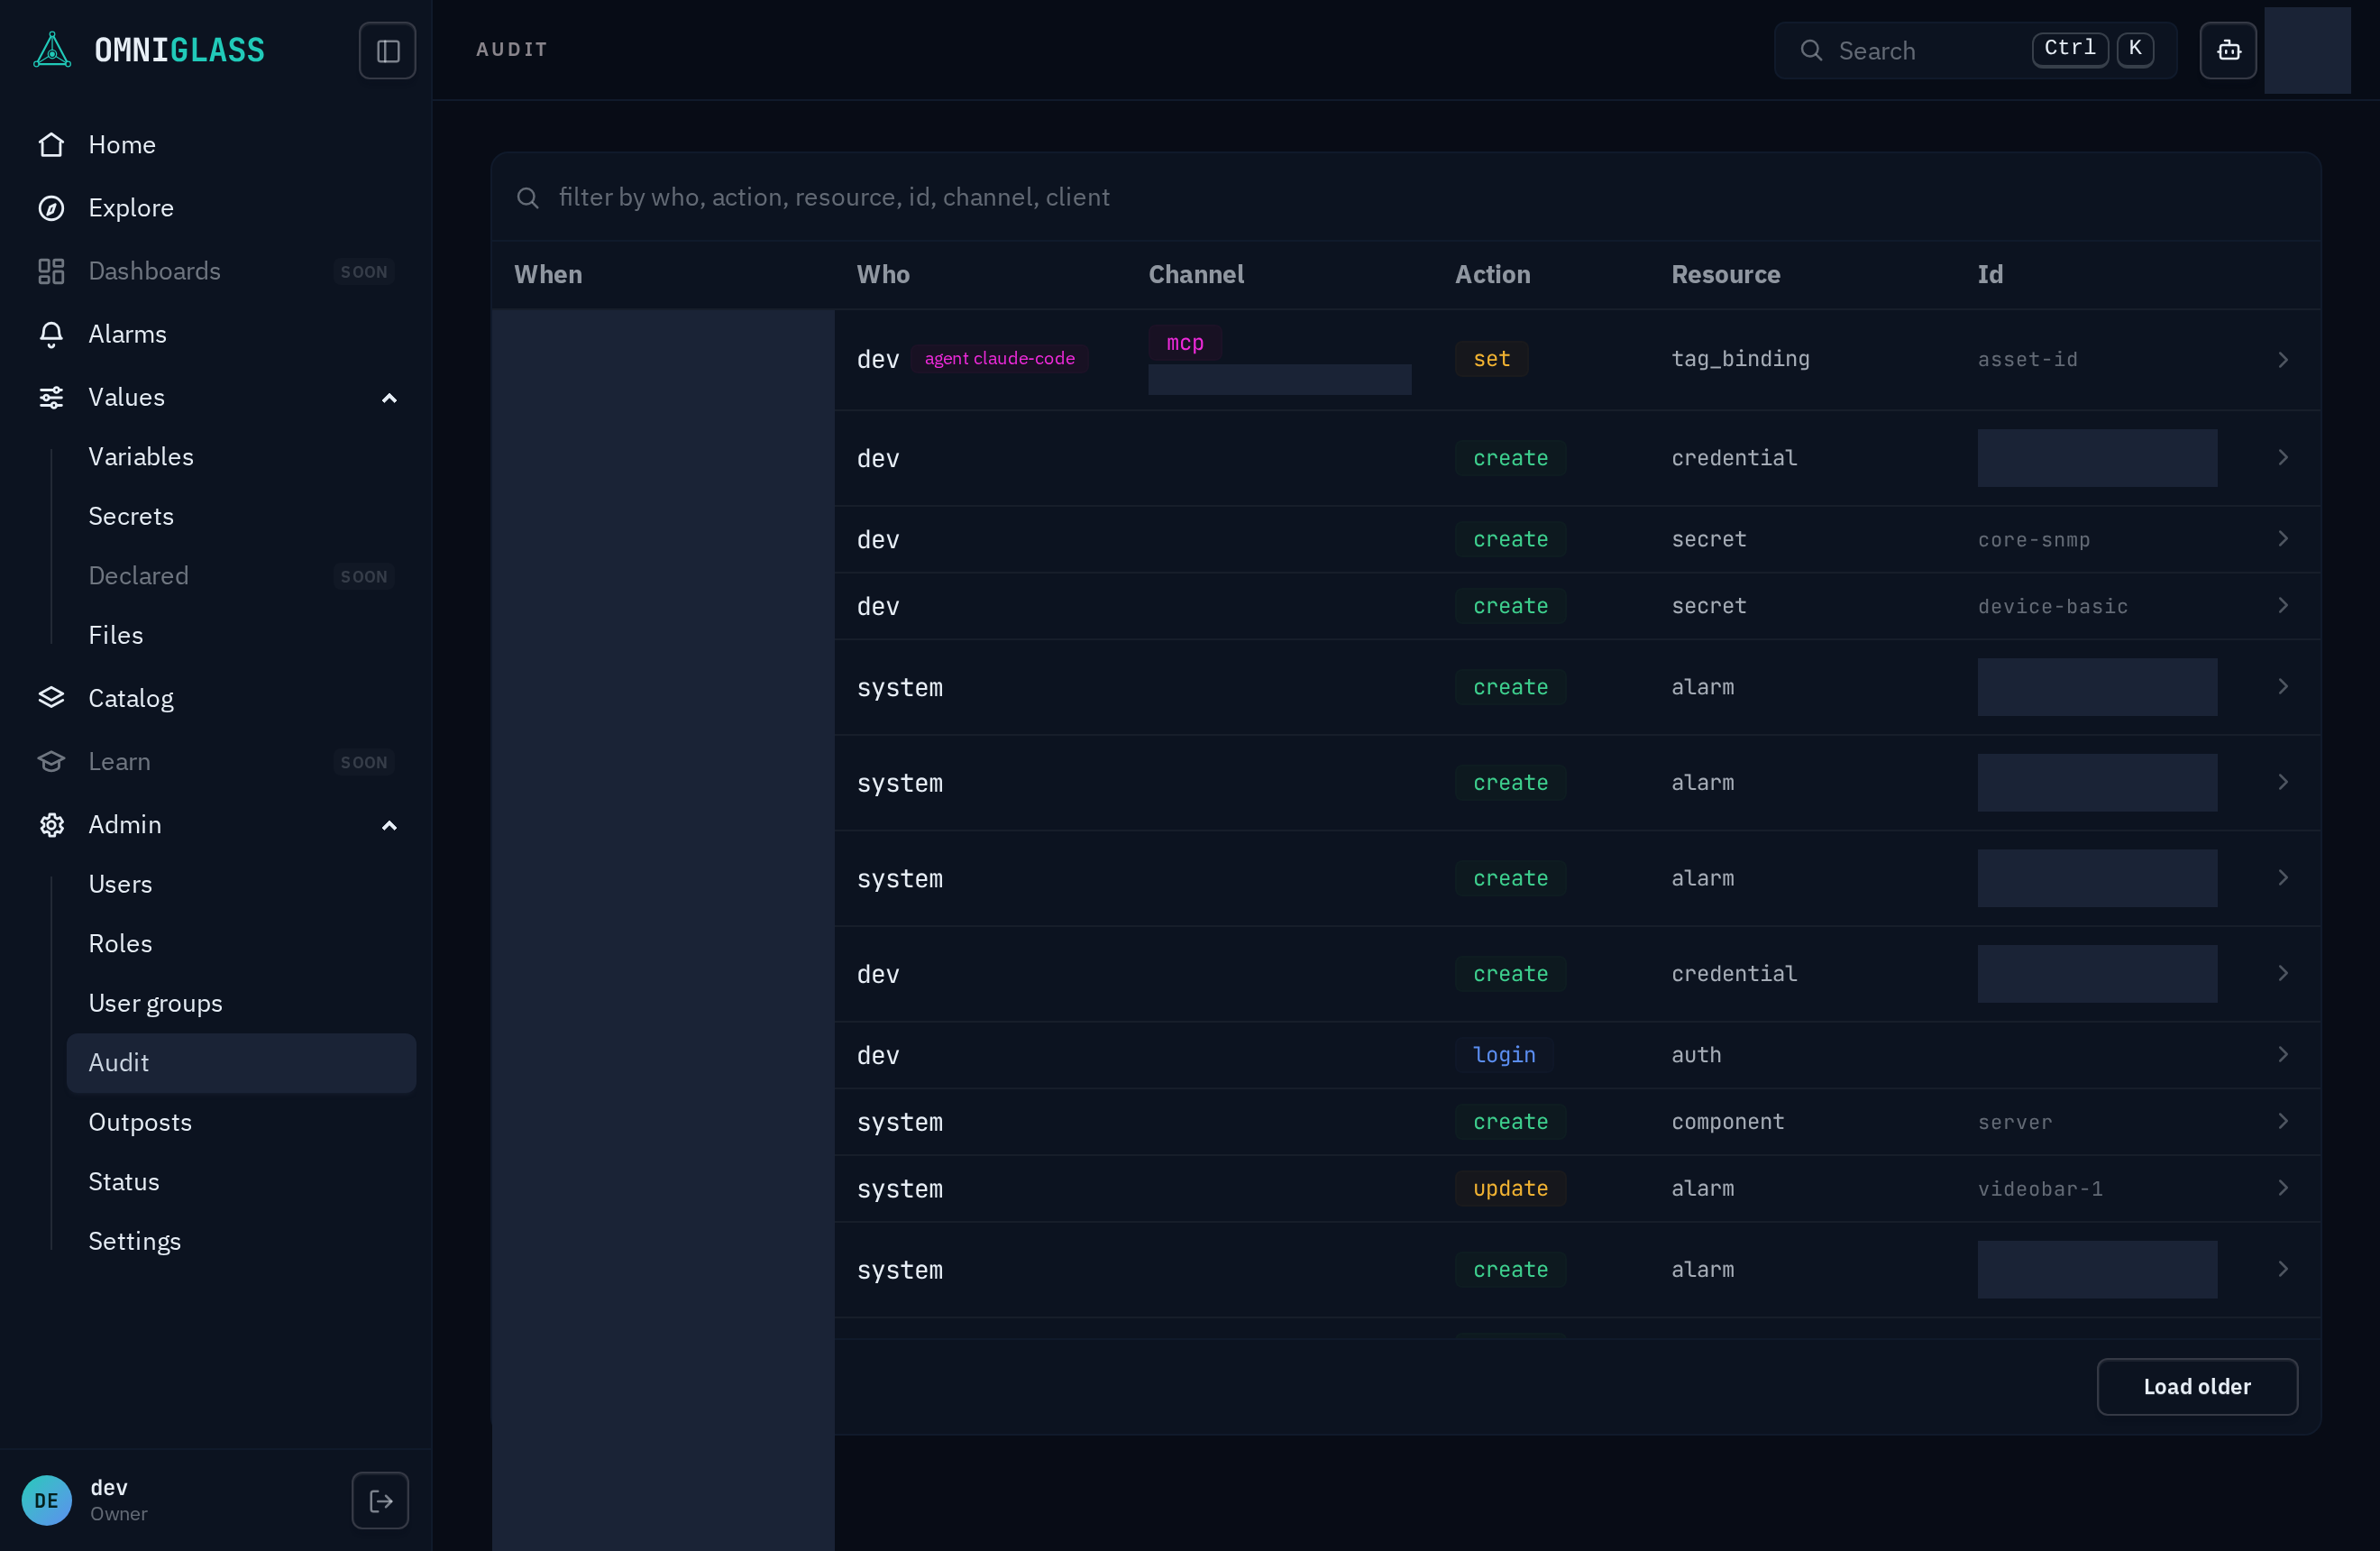 OMNIGLASS
AUDIT
Search
Ctrl K
Home
Explore
Dashboards SOON
Alarms
Values
Variables
Secrets
Declared SOON
Files
Catalog
Learn SOON
Admin
Users
Roles
User groups
Audit
Outposts
Status
Settings
DE
dev
Owner
filter by who, action, resource, id, channel, client
When Who Channel Action Resource Id
dev agent claude-code mcp set tag_binding asset-id
dev create credential
dev create secret core-snmp
dev create secret device-basic
system create alarm
system create alarm
system create alarm
dev create credential
dev login auth
system create component server
system update alarm videobar-1
system create alarm
Load older